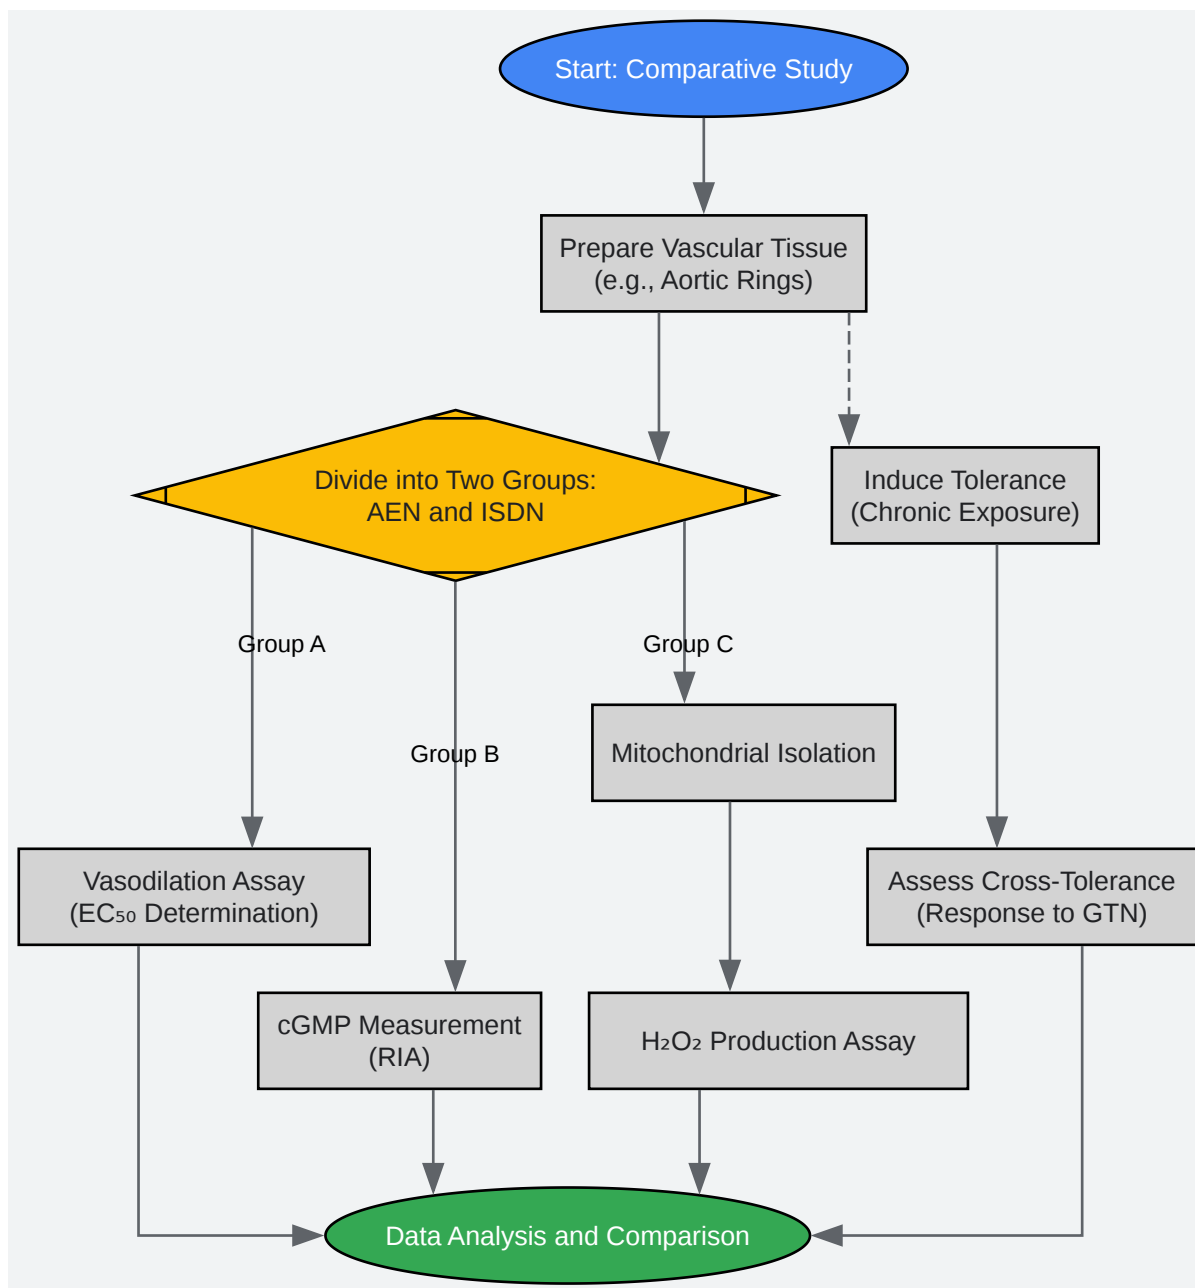 Start: Comparative Study
Prepare Vascular Tissue
(e.g., Aortic Rings)
Divide into Two Groups:
AEN and ISDN
Induce Tolerance
(Chronic Exposure)
Group A
Group C
Group B
Mitochondrial Isolation
Vasodilation Assay
(EC₅₀ Determination)
Assess Cross-Tolerance
(Response to GTN)
cGMP Measurement
(RIA)
H₂O₂ Production Assay
Data Analysis and Comparison